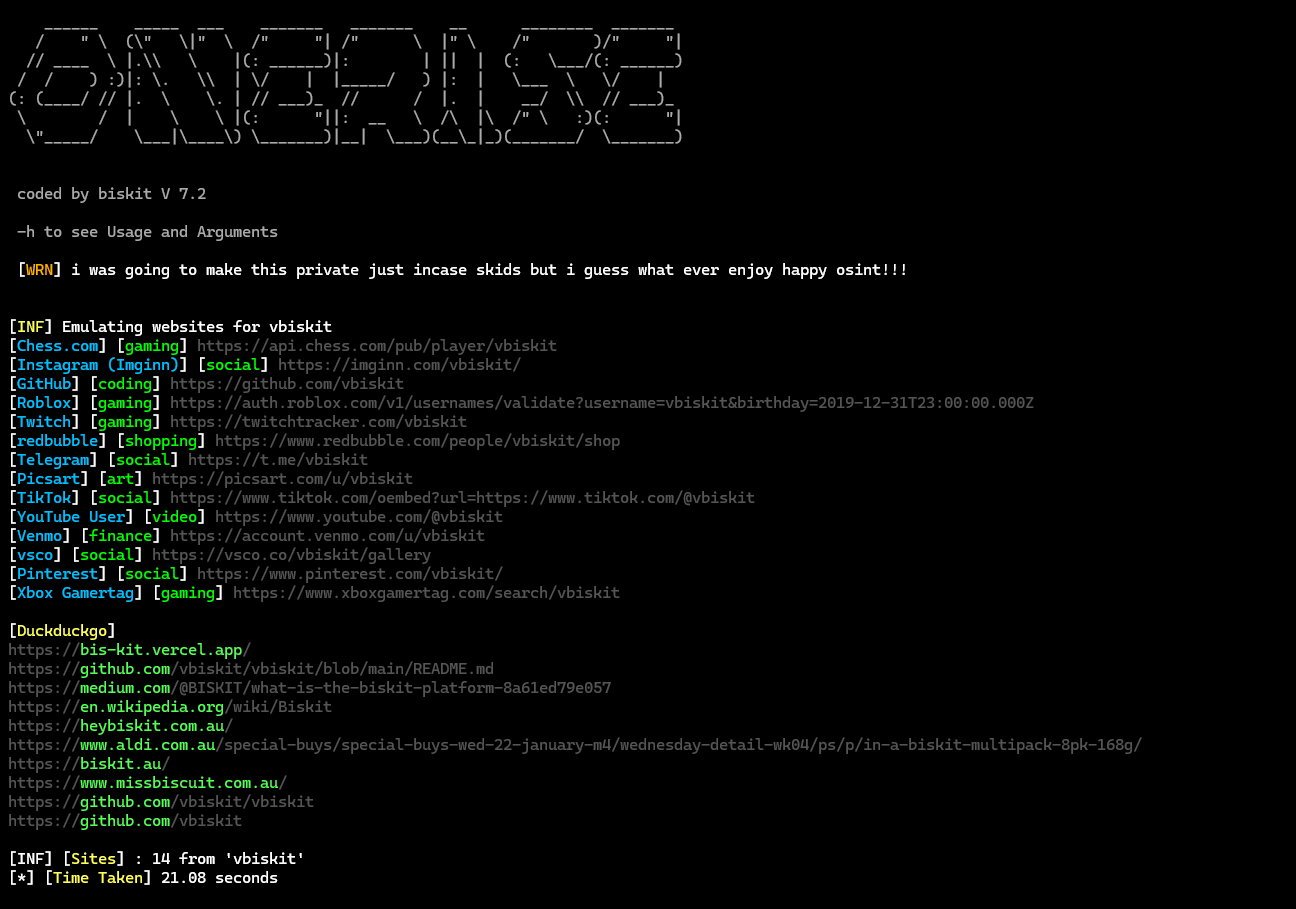 ONERISE
coded by biskit V 7.2
-h to see Usage and Arguments
[WRN] i was going to make this private just incase skids but i guess what ever enjoy happy osint!!!
[INF] Emulating websites for vbiskit
[Chess.com] [gaming] https://api.chess.com/pub/player/vbiskit
[Instagram (Imginn)] [social] https://imginn.com/vbiskit/
[GitHub] [coding] https://github.com/vbiskit
[Roblox] [gaming] https://auth.roblox.com/v1/usernames/validate?username=vbiskit&birthday=2019-12-31T23:00:00.000Z
[Twitch] [gaming] https://twitchtracker.com/vbiskit
[redbubble] [shopping] https://www.redbubble.com/people/vbiskit/shop
[Telegram] [social] https://t.me/vbiskit
[Picsart] [art] https://picsart.com/u/vbiskit
[TikTok] [social] https://www.tiktok.com/oembed?url=https://www.tiktok.com/@vbiskit
[YouTube User] [video] https://www.youtube.com/@vbiskit
[Venmo] [finance] https://account.venmo.com/u/vbiskit
[vsco] [social] https://vsco.co/vbiskit/gallery
[Pinterest] [social] https://www.pinterest.com/vbiskit/
[Xbox Gamertag] [gaming] https://www.xboxgamertag.com/search/vbiskit
[Duckduckgo]
https://bis-kit.vercel.app/
https://github.com/vbiskit/vbiskit/blob/main/README.md
https://medium.com/@BISKIT/what-is-the-biskit-platform-8a61ed79e057
https://en.wikipedia.org/wiki/Biskit
https://heybiskit.com.au/
https://www.aldi.com.au/special-buys/special-buys-wed-22-january-m4/wednesday-detail-wk04/ps/p/in-a-biskit-multipack-8pk-168g/
https://biskit.au/
https://www.missbiscuit.com.au/
https://github.com/vbiskit/vbiskit
https://github.com/vbiskit
[INF] [Sites] : 14 from 'vbiskit'
[*] [Time Taken] 21.08 seconds